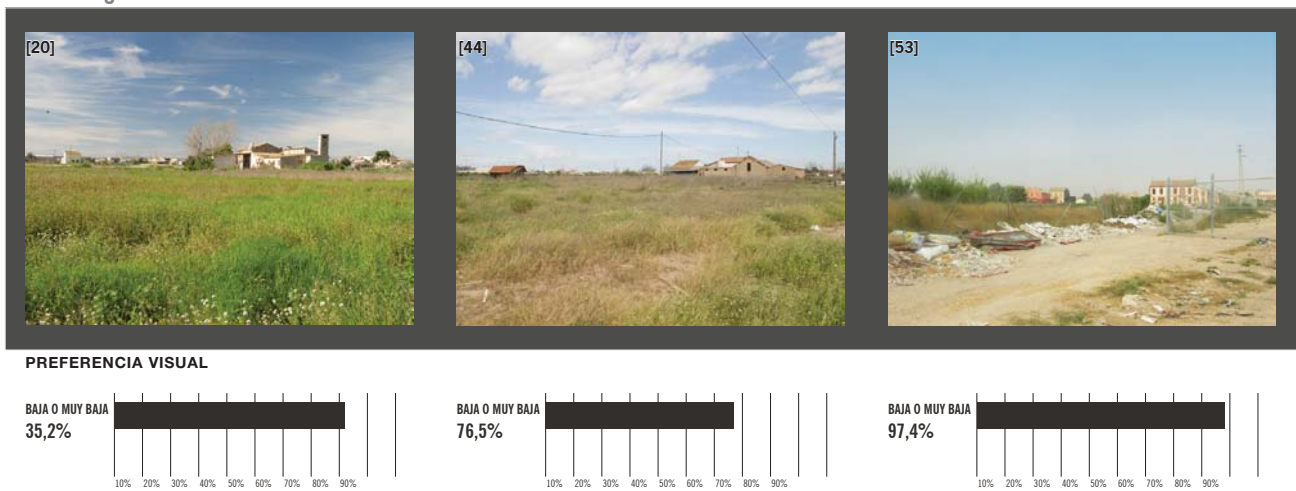 [20]
[44]
[53]
PREFERENCIA VISUAL
BAJA O MUY BAJA
35,2%
10% 20% 30% 40% 50% 60% 70% 80% 90%
BAJA O MUY BAJA
76,5%
10% 20% 30% 40% 50% 60% 70% 80% 90%
BAJA O MUY BAJA
97,4%
10% 20% 30% 40% 50% 60% 70% 80% 90%